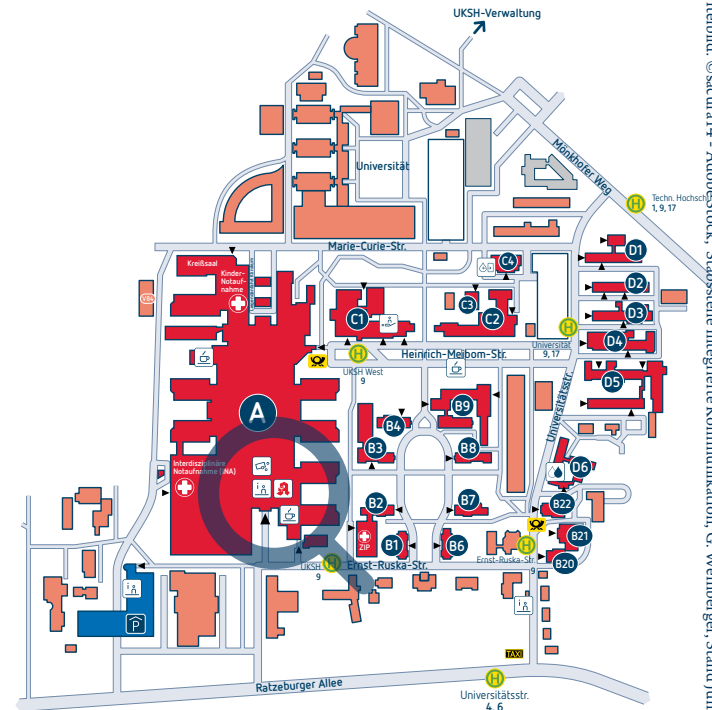 UKSH-Verwaltung
Universität
Mönkhofer Weg
Techn. Hochschul
1, 9, 17
Marie-Curie-Str.
Kreißsaal
Kinder-
Notauf-
nahme
V84
A
C1
C2
C3
C4
D1
D2
D3
D4
D5
D6
UKSH West
9
Heinrich-Meibom-Str.
Universität
9, 17
Universitätsstr.
B9
B4
B3
B8
B2
B7
B1
B6
B22
B21
B20
Interdisziplinäre
Notaufnahme (INA)
ZIP
UKSH
9
Ernst-Ruska-Str.
Ernst-Ruska-Str.
9
P
TAXI
Ratzeburger Allee
Universitätsstr.
4, 6